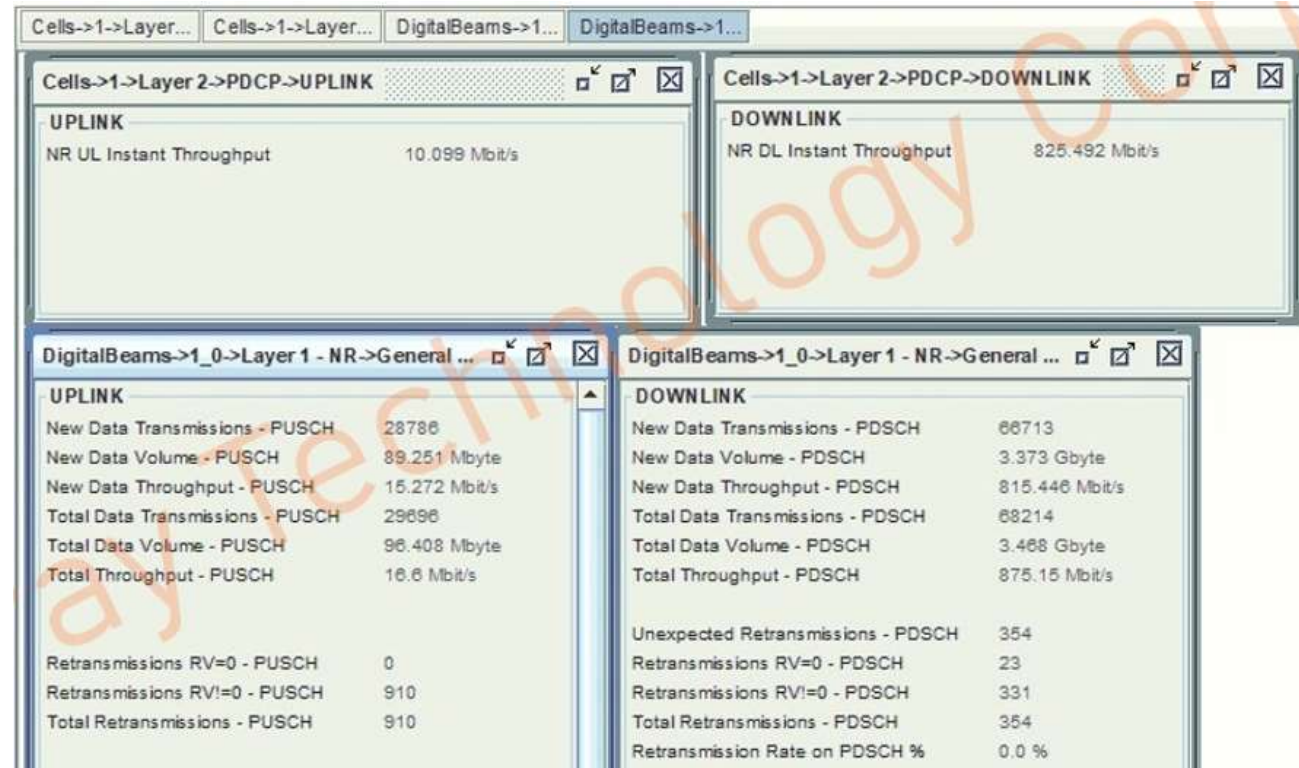 Cells->1->Layer... Cells->1->Layer... DigitalBeams->1... DigitalBeams->1...
Cells->1->Layer 2->PDCP->UPLINK
UPLINK
NR UL Instant Throughput 10.099 Mbit/s
Cells->1->Layer 2->PDCP->DOWNLINK
DOWNLINK
NR DL Instant Throughput 825.492 Mbit/s
DigitalBeams->1_0->Layer 1 - NR->General ...
UPLINK
New Data Transmissions - PUSCH 28786
New Data Volume - PUSCH 89.251 Mbyte
New Data Throughput - PUSCH 15.272 Mbit/s
Total Data Transmissions - PUSCH 29696
Total Data Volume - PUSCH 96.408 Mbyte
Total Throughput - PUSCH 16.6 Mbit/s
Retransmissions RV=0 - PUSCH 0
Retransmissions RV!=0 - PUSCH 910
Total Retransmissions - PUSCH 910
DigitalBeams->1_0->Layer 1 - NR->General ...
DOWNLINK
New Data Transmissions - PDSCH 66713
New Data Volume - PDSCH 3.373 Gbyte
New Data Throughput - PDSCH 815.446 Mbit/s
Total Data Transmissions - PDSCH 68214
Total Data Volume - PDSCH 3.468 Gbyte
Total Throughput - PDSCH 875.15 Mbit/s
Unexpected Retransmissions - PDSCH 354
Retransmissions RV=0 - PDSCH 23
Retransmissions RV!=0 - PDSCH 331
Total Retransmissions - PDSCH 354
Retransmission Rate on PDSCH % 0.0 %
ay Technology Co